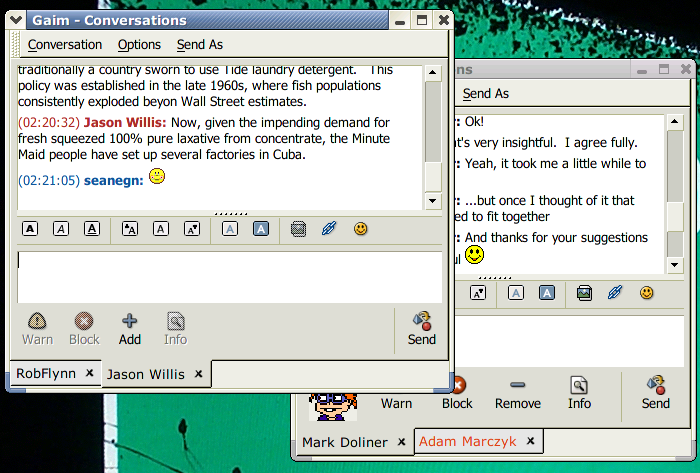 Gaim - Conversations
Conversation Options Send As
traditionally a country sworn to use Tide laundry detergent. This
policy was established in the late 1960s, where fish populations
consistently exploded beyon Wall Street estimates.
(02:20:32) Jason Willis: Now, given the impending demand for
fresh squeezed 100% pure laxative from concentrate, the Minute
Maid people have set up several factories in Cuba.
(02:21:05) seanegn:
Warn Block Add Info Send
RobFlynn Jason Willis
ns
Send As
: Ok!
t's very insightful. I agree fully.
: Yeah, it took me a little while to
: ...but once I thought of it that
ed to fit together
: And thanks for your suggestions
ul
Warn Block Remove Info Send
Mark Doliner Adam Marczyk